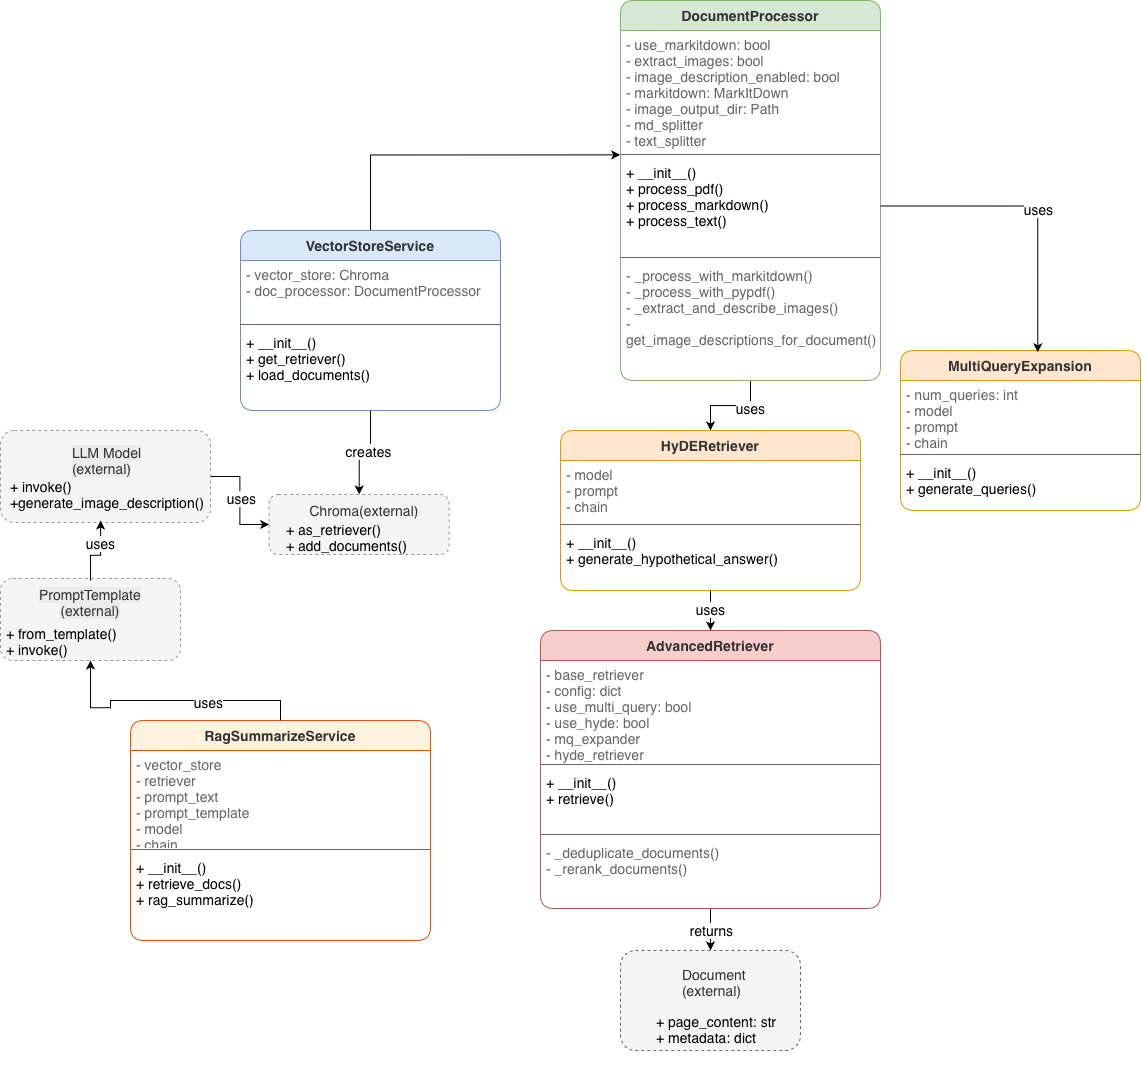 DocumentProcessor
- use_markitdown: bool
- extract_images: bool
- image_description_enabled: bool
- markitdown: MarkItDown
- image_output_dir: Path
- md_splitter
- text_splitter
+ __init__()
+ process_pdf()
+ process_markdown()
+ process_text()
- _process_with_markitdown()
- _process_with_pypdf()
- _extract_and_describe_images()
-
get_image_descriptions_for_document()
uses
VectorStoreService
- vector_store: Chroma
- doc_processor: DocumentProcessor
+ __init__()
+ get_retriever()
+ load_documents()
creates
MultiQueryExpansion
- num_queries: int
- model
- prompt
- chain
+ __init__()
+ generate_queries()
uses
HyDERetriever
- model
- prompt
- chain
+ __init__()
+ generate_hypothetical_answer()
uses
LLM Model
(external)
+ invoke()
+generate_image_description()
uses
Chroma(external)
+ as_retriever()
+ add_documents()
uses
PromptTemplate
(external)
+ from_template()
+ invoke()
uses
RagSummarizeService
- vector_store
- retriever
- prompt_text
- prompt_template
- model
- chain
+ __init__()
+ retrieve_docs()
+ rag_summarize()
AdvancedRetriever
- base_retriever
- config: dict
- use_multi_query: bool
- use_hyde: bool
- mq_expander
- hyde_retriever
+ __init__()
+ retrieve()
- _deduplicate_documents()
- _rerank_documents()
returns
Document
(external)
+ page_content: str
+ metadata: dict